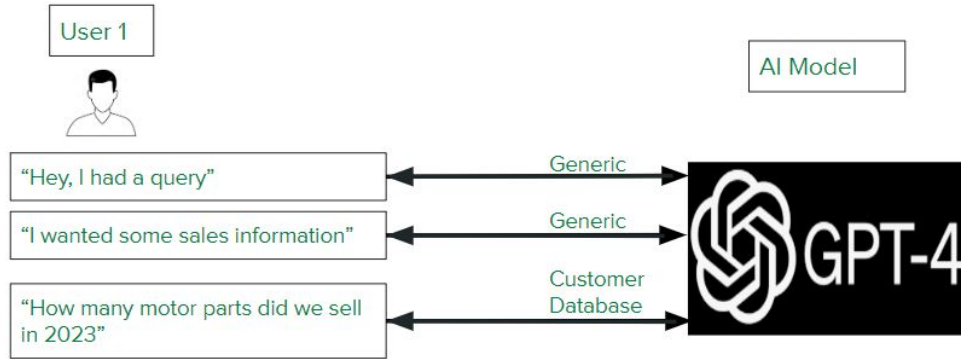 User 1
AI Model
“Hey, I had a query”
Generic
“I wanted some sales information”
Generic
“How many motor parts did we sell
in 2023”
Customer
Database
GPT-4